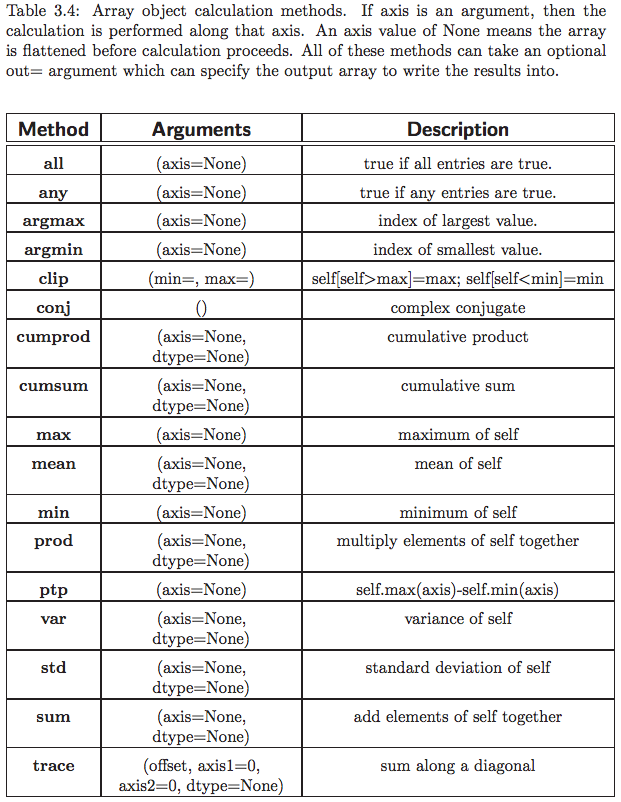 Table 3.4: Array object calculation methods. If axis is an argument, then the
calculation is performed along that axis. An axis value of None means the array
is flattened before calculation proceeds. All of these methods can take an optional
out= argument which can specify the output array to write the results into.
Method Arguments Description
all (axis=None) true if all entries are true.
any (axis=None) true if any entries are true.
argmax (axis=None) index of largest value.
argmin (axis=None) index of smallest value.
clip (min=, max=) self[self>max]=max; self[self<min]=min
conj () complex conjugate
cumprod (axis=None, cumulative product
dtype=None)
cumsum (axis=None, cumulative sum
dtype=None)
max (axis=None) maximum of self
mean (axis=None, mean of self
dtype=None)
min (axis=None) minimum of self
prod (axis=None, multiply elements of self together
dtype=None)
ptp (axis=None) self.max(axis)-self.min(axis)
var (axis=None, variance of self
dtype=None)
std (axis=None, standard deviation of self
dtype=None)
sum (axis=None, add elements of self together
dtype=None)
trace (offset, axis1=0, sum along a diagonal
axis2=0, dtype=None)